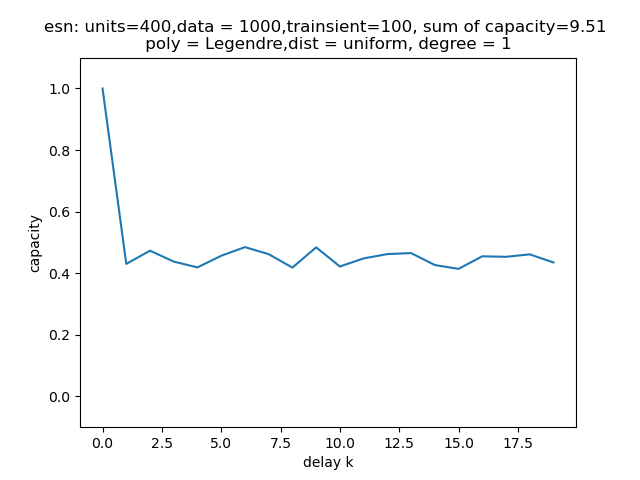 esn: units=400,data = 1000,trainsient=100, sum of capacity=9.51
poly = Legendre,dist = uniform, degree = 1
1.0
0.8
0.6
0.4
0.2
0.0
capacity
0.0 2.5 5.0 7.5 10.0 12.5 15.0 17.5
delay k